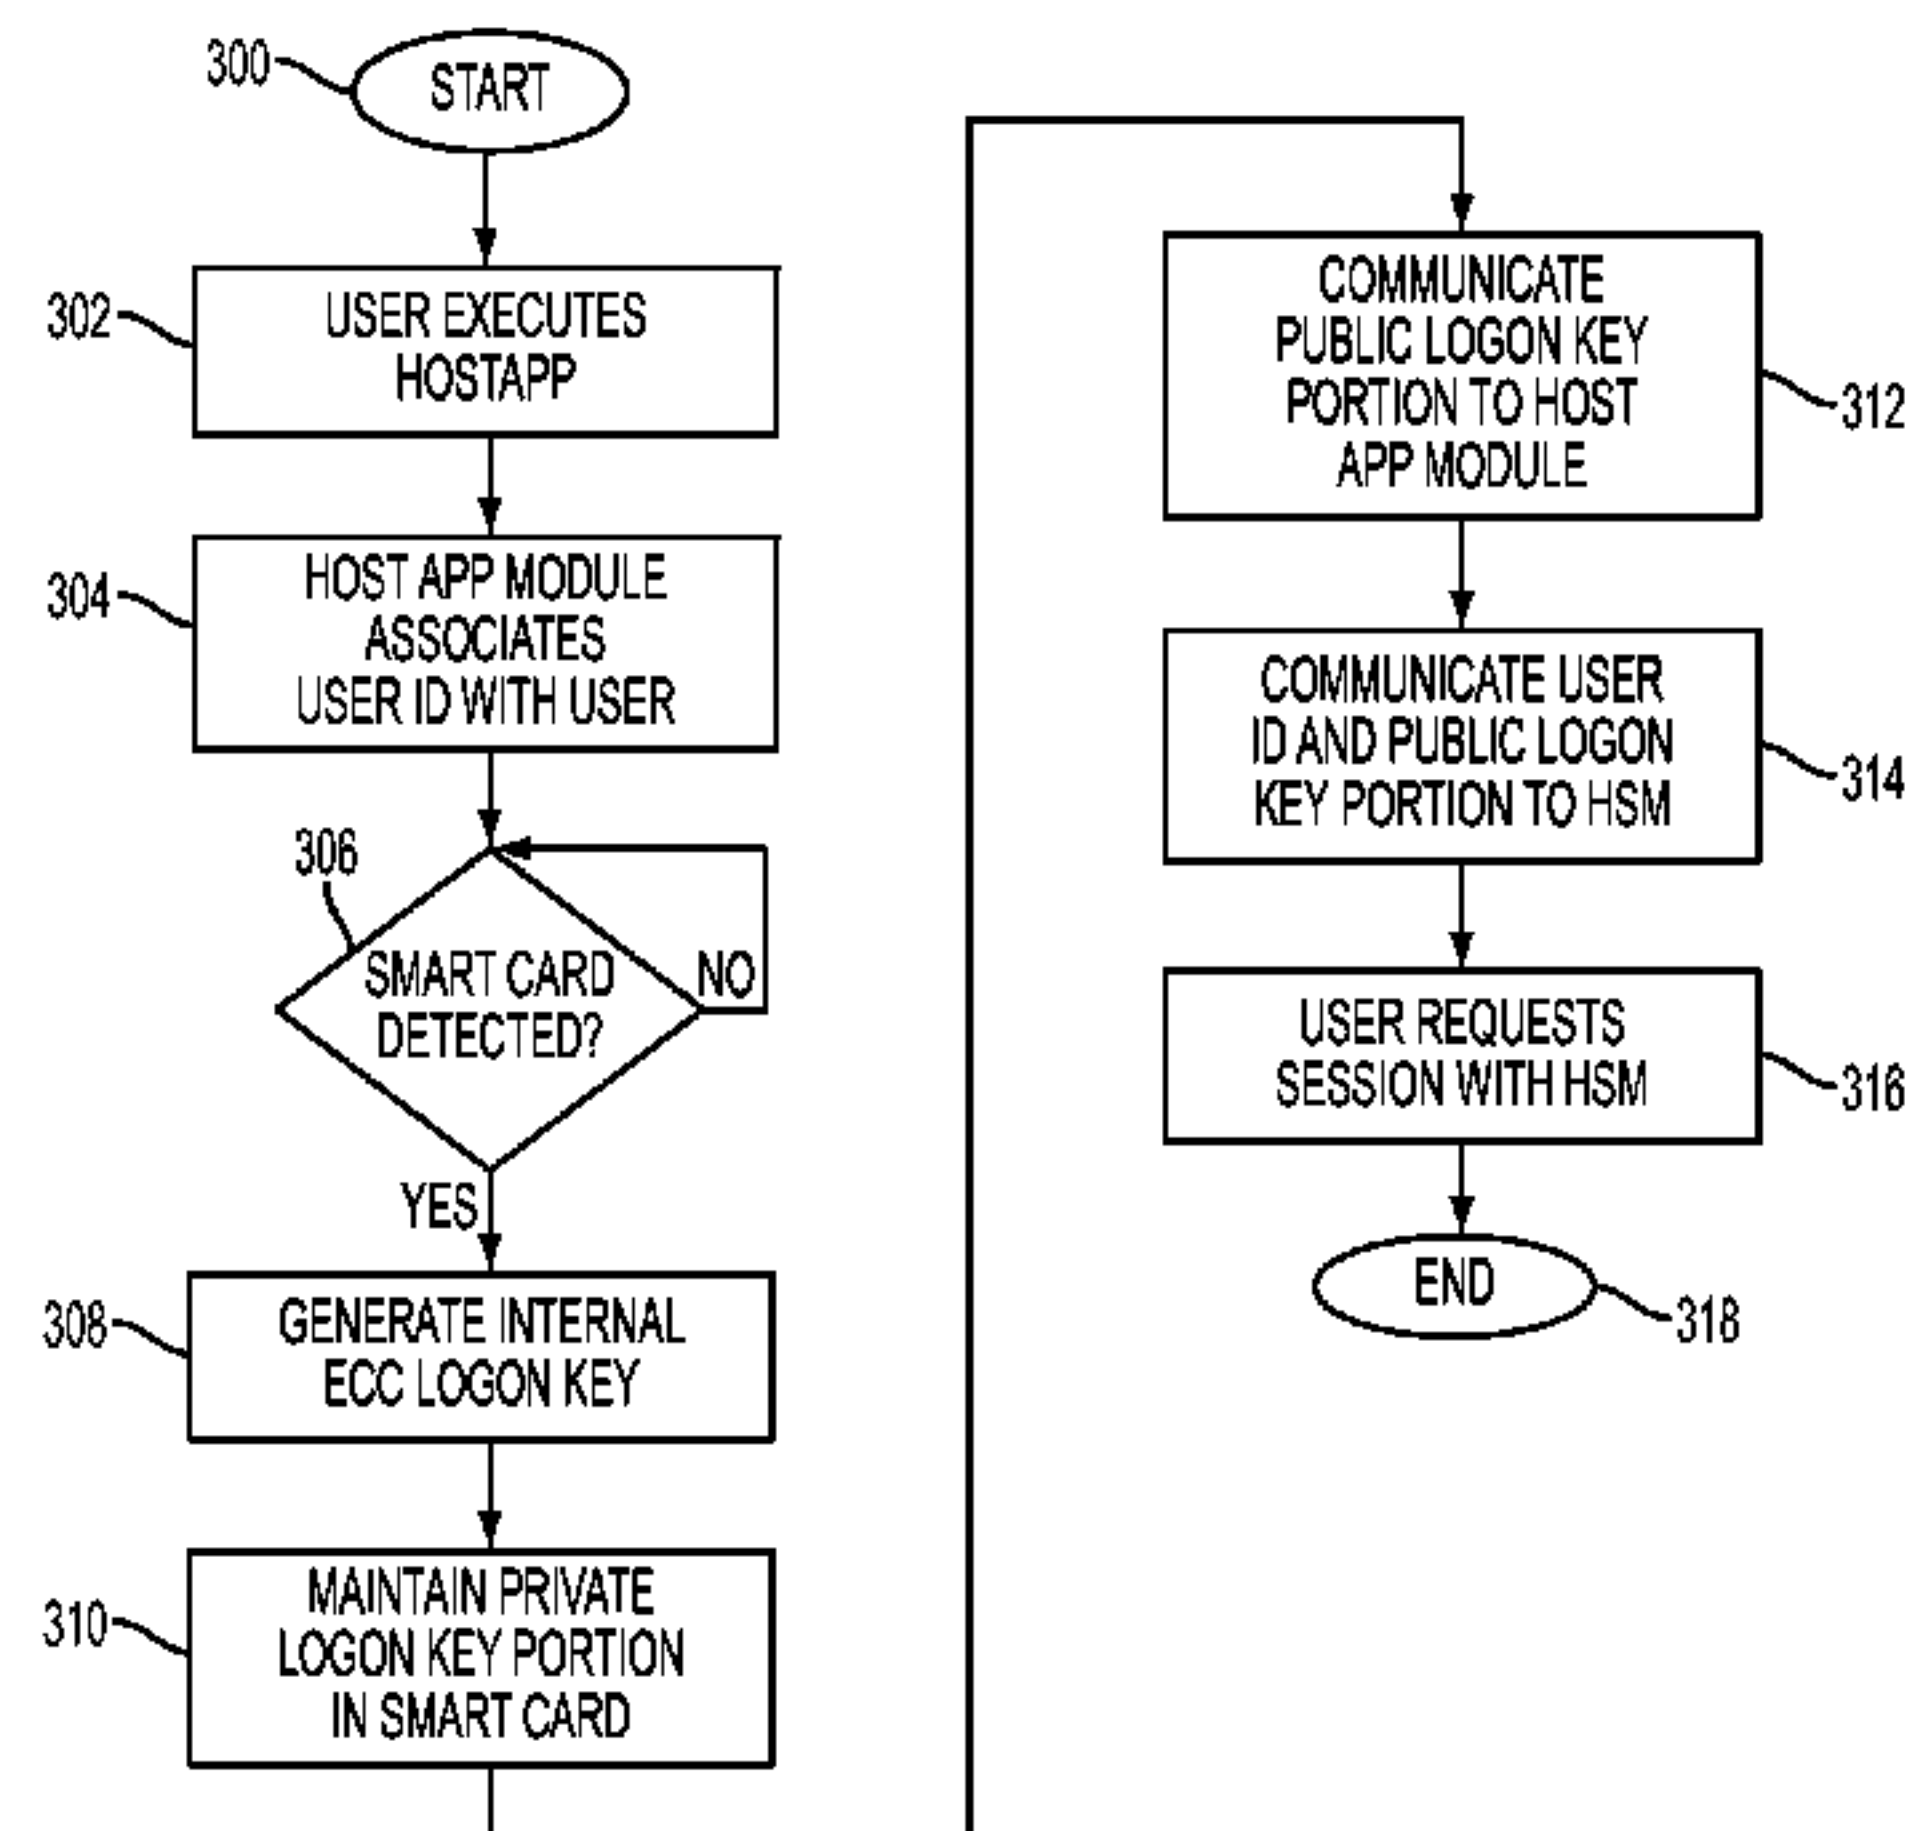 300
START
302
USER EXECUTES
HOSTAPP
304
HOST APP MODULE
ASSOCIATES
USER ID WITH USER
306
SMART CARD
DETECTED?
NO
YES
308
GENERATE INTERNAL
ECC LOGON KEY
310
MAINTAIN PRIVATE
LOGON KEY PORTION
IN SMART CARD
COMMUNICATE
PUBLIC LOGON KEY
PORTION TO HOST
APP MODULE
312
COMMUNICATE USER
ID AND PUBLIC LOGON
KEY PORTION TO HSM
314
USER REQUESTS
SESSION WITH HSM
316
END
318